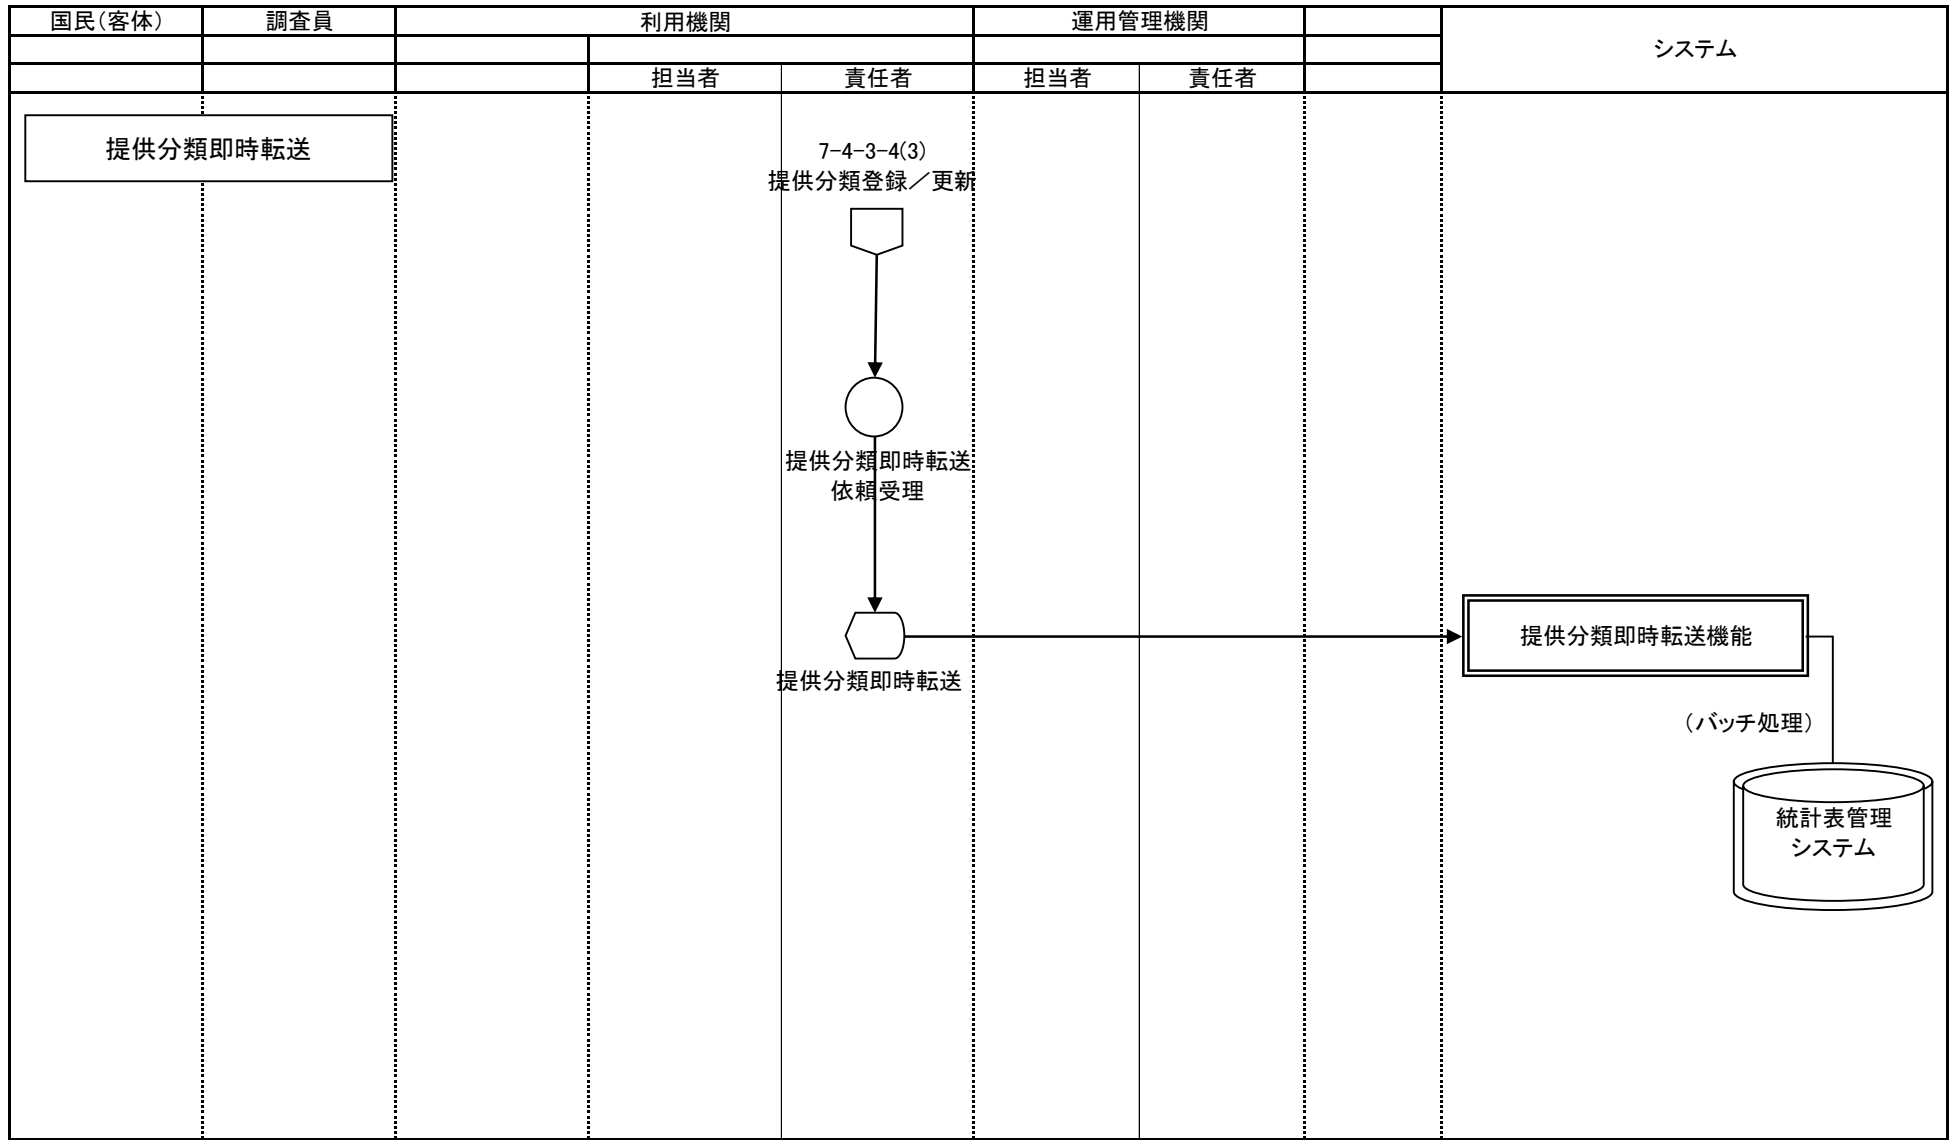 国民（客体）
調査員
利用機関
運用管理機関
システム
担当者
責任者
担当者
責任者
提供分類即時転送
7-4-3-4(3)
提供分類登録／更新
提供分類即時転送
依頼受理
提供分類即時転送
提供分類即時転送機能
（バッチ処理）
統計表管理
システム